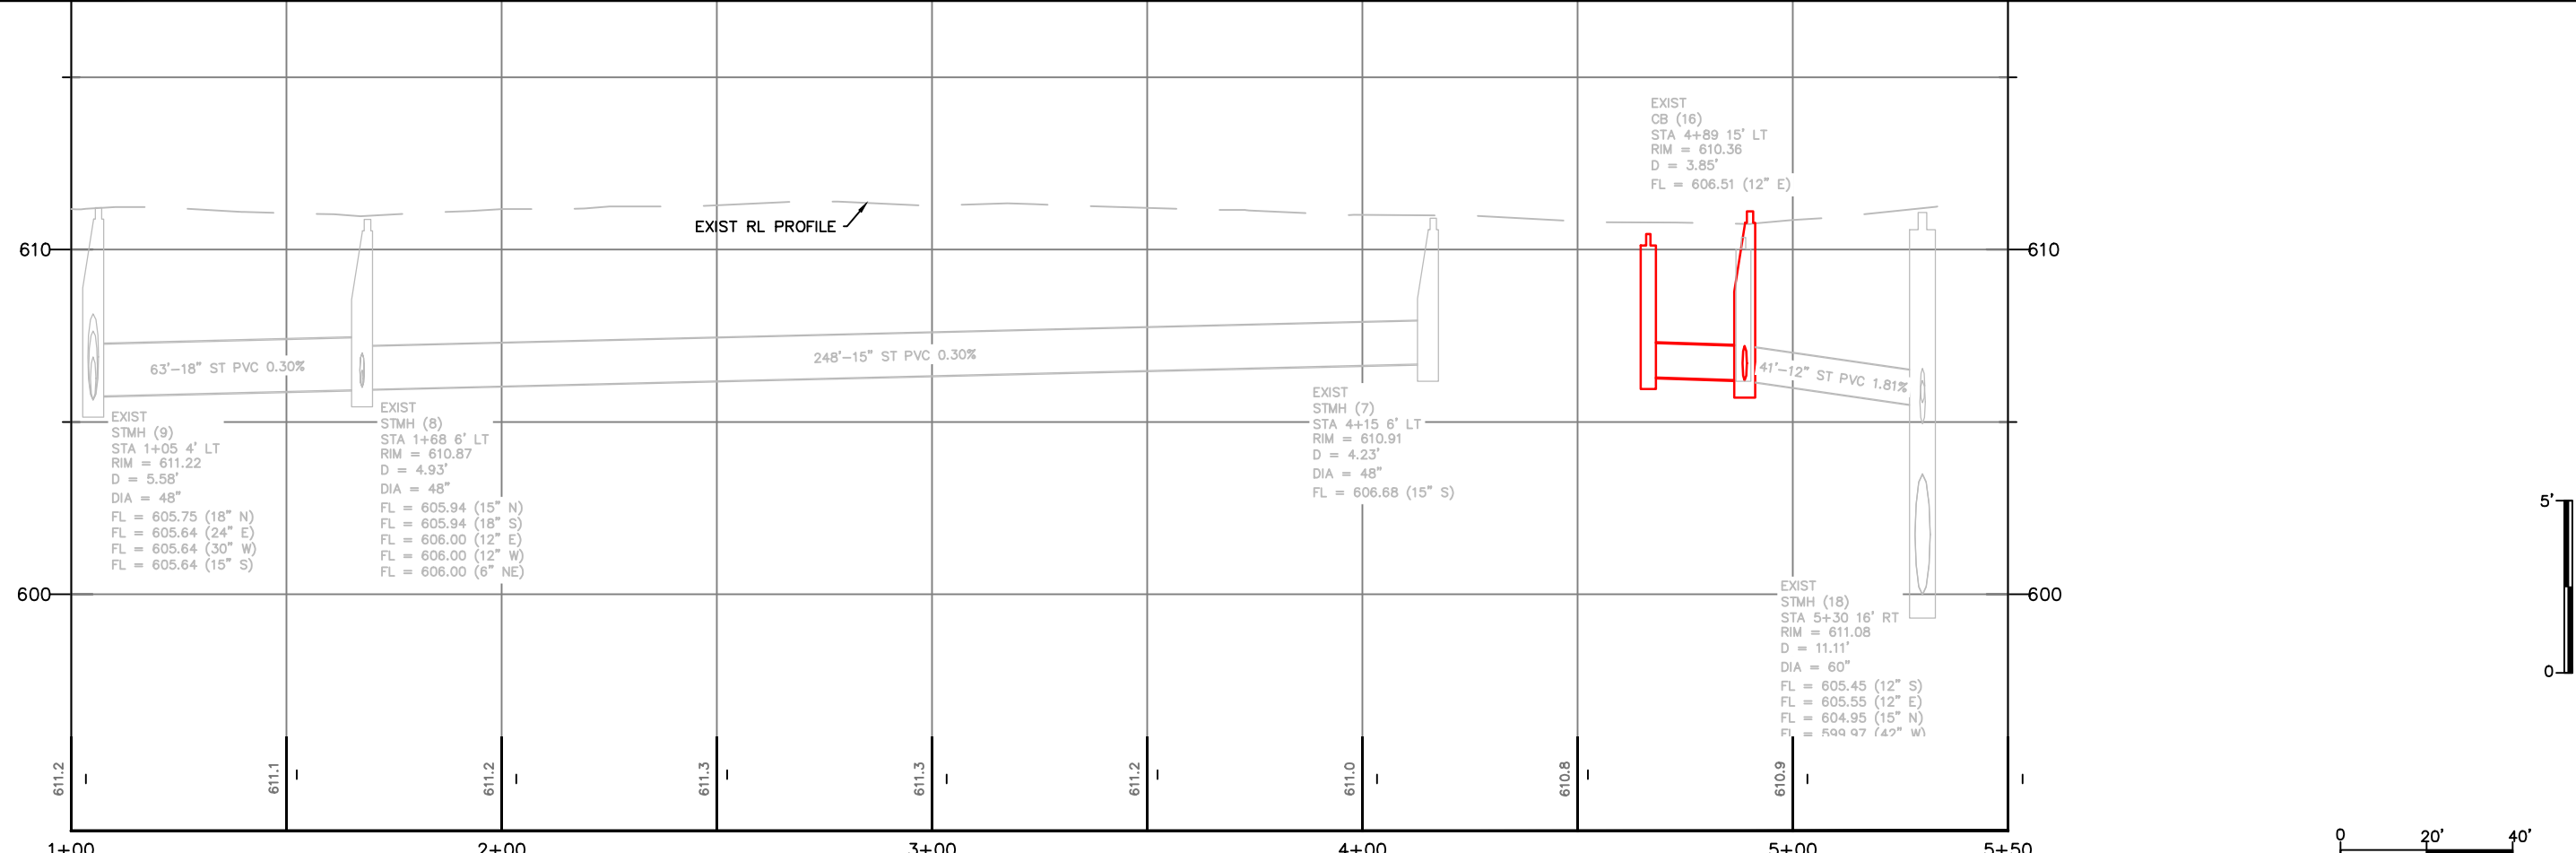 EXIST
CB (16)
STA 4+89 15' LT
RIM = 610.36
D = 3.85'
FL = 606.51 (12" E)
EXIST RL PROFILE
610
610
63'-18" ST PVC 0.30%
248'-15" ST PVC 0.30%
41'-12" ST PVC 1.81%
EXIST
STMH (9)
STA 1+05 4' LT
RIM = 611.22
D = 5.58'
DIA = 48"
FL = 605.75 (18" N)
FL = 605.64 (24" E)
FL = 605.64 (30" W)
FL = 605.64 (15" S)
EXIST
STMH (8)
STA 1+68 6' LT
RIM = 610.87
D = 4.93'
DIA = 48"
FL = 605.94 (15" N)
FL = 605.94 (18" S)
FL = 606.00 (12" E)
FL = 606.00 (12" W)
FL = 606.00 (6" NE)
EXIST
STMH (7)
STA 4+15 6' LT
RIM = 610.91
D = 4.23'
DIA = 48"
FL = 606.68 (15" S)
600
600
EXIST
STMH (18)
STA 5+30 16' RT
RIM = 611.08
D = 11.11'
DIA = 60"
FL = 605.45 (12" S)
FL = 605.55 (12" E)
FL = 604.95 (15" N)
FL = 599.97 (42" W)
5'
0
611.2
611.1
611.2
611.3
611.3
611.2
611.0
610.8
610.9
1+00
2+00
3+00
4+00
5+00
5+50
0
20'
40'